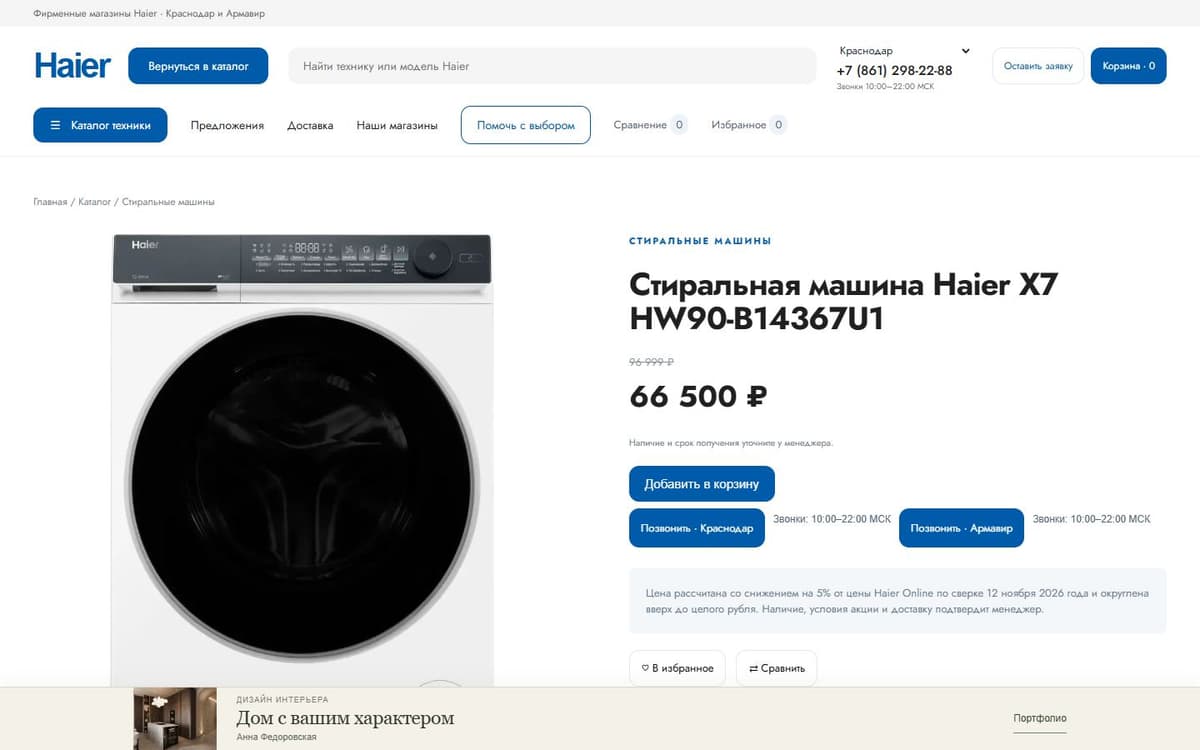 Фирменные магазины Haier · Краснодар и Армавир
Haier
Вернуться в каталог
Найти технику или модель Haier
Краснодар
+7 (861) 298-22-88
Звонки 10:00–22:00 МСК
Оставить заявку
Корзина · 0
☰ Каталог техники
Предложения
Доставка
Наши магазины
Помочь с выбором
Сравнение 0
Избранное 0
Главная / Каталог / Стиральные машины
Haier
СТИРАЛЬНЫЕ МАШИНЫ
Стиральная машина Haier X7
HW90-B14367U1
96 999 ₽
66 500 ₽
Наличие и срок получения уточните у менеджера.
Добавить в корзину
Позвонить · Краснодар
Звонки: 10:00–22:00 МСК
Позвонить · Армавир
Звонки: 10:00–22:00 МСК
Цена рассчитана со снижением на 5% от цены Haier Online по сверке 12 ноября 2026 года и округлена
вверх до целого рубля. Наличие, условия акции и доставку подтвердит менеджер.
♡ В избранное
⇄ Сравнить
ДИЗАЙН ИНТЕРЬЕРА
Дом с вашим характером
Анна Федоровская
Портфолио